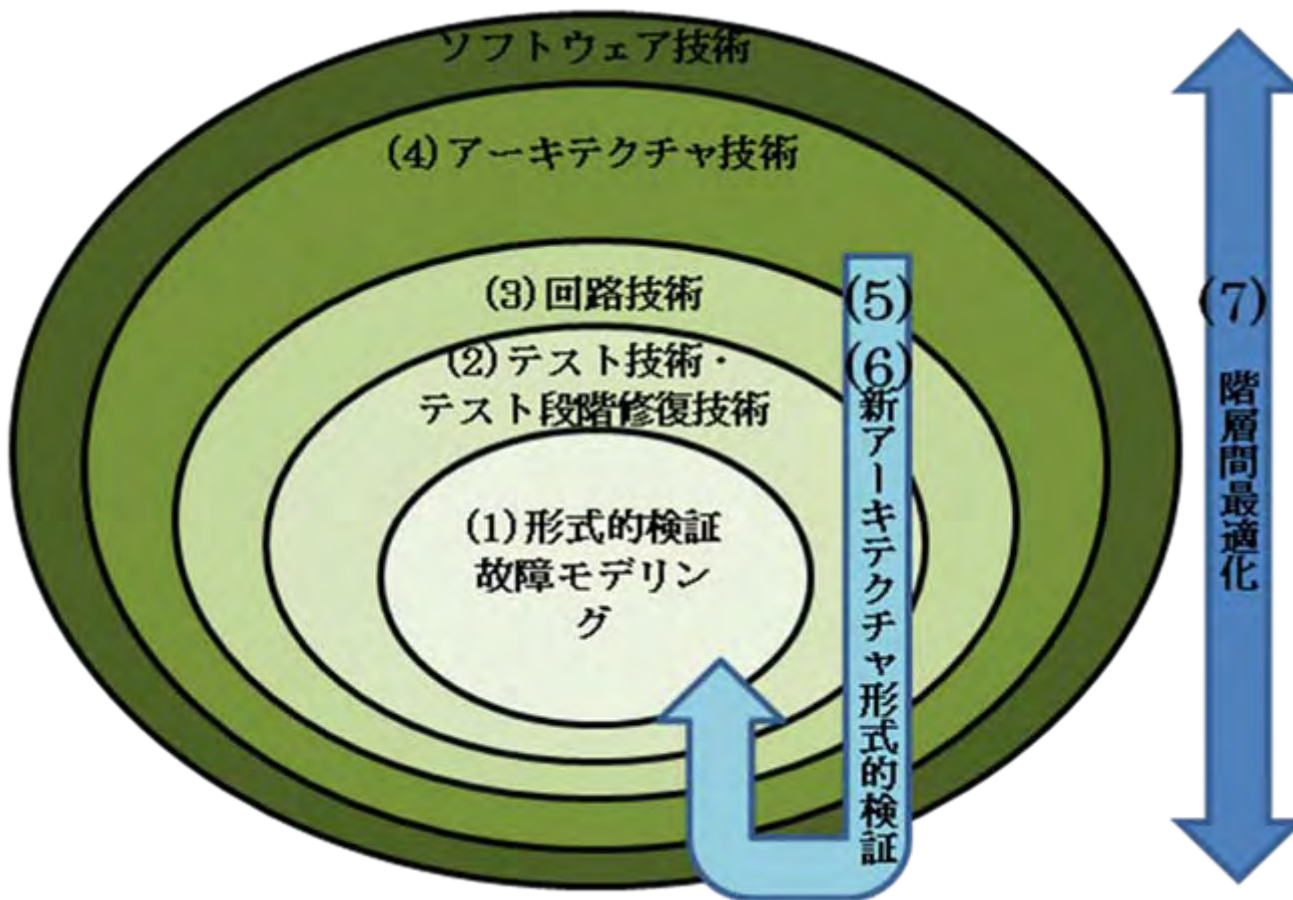 ソフトウェア技術
(4)アーキテクチャ技術
(3)回路技術
(2)テスト技術・
テスト段階修復技術
(1)形式的検証
故障モデリン
グ
(5)
(6)
新アーキテクチャ形式的検証
(7)
階層間最適化